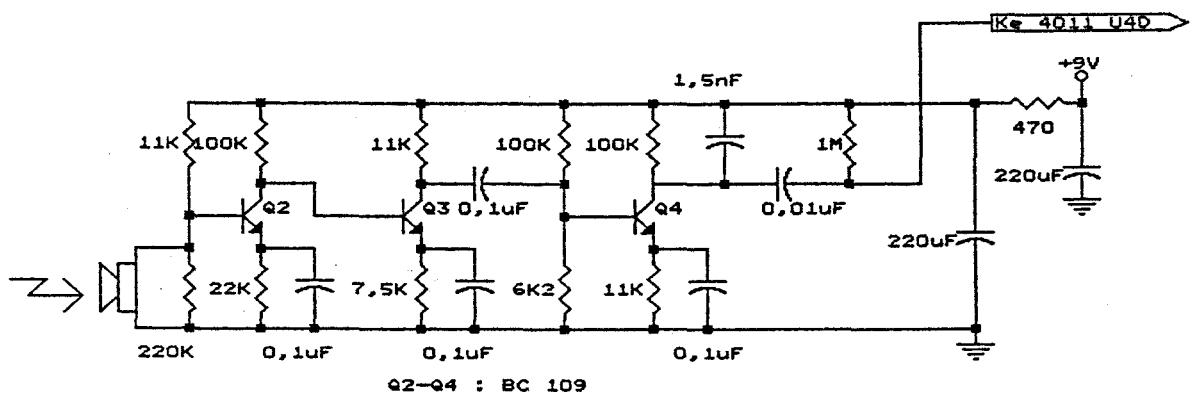 Ke 4011 U4D
+9V
1,5nF
470
11K 100K 11K 100K 100K 1M
220uF
Q2 Q3 0,1uF Q4 0,01uF
220uF
22K 7,5K 6K2 11K
220K 0,1uF 0,1uF 0,1uF
Q2-Q4 : BC 109